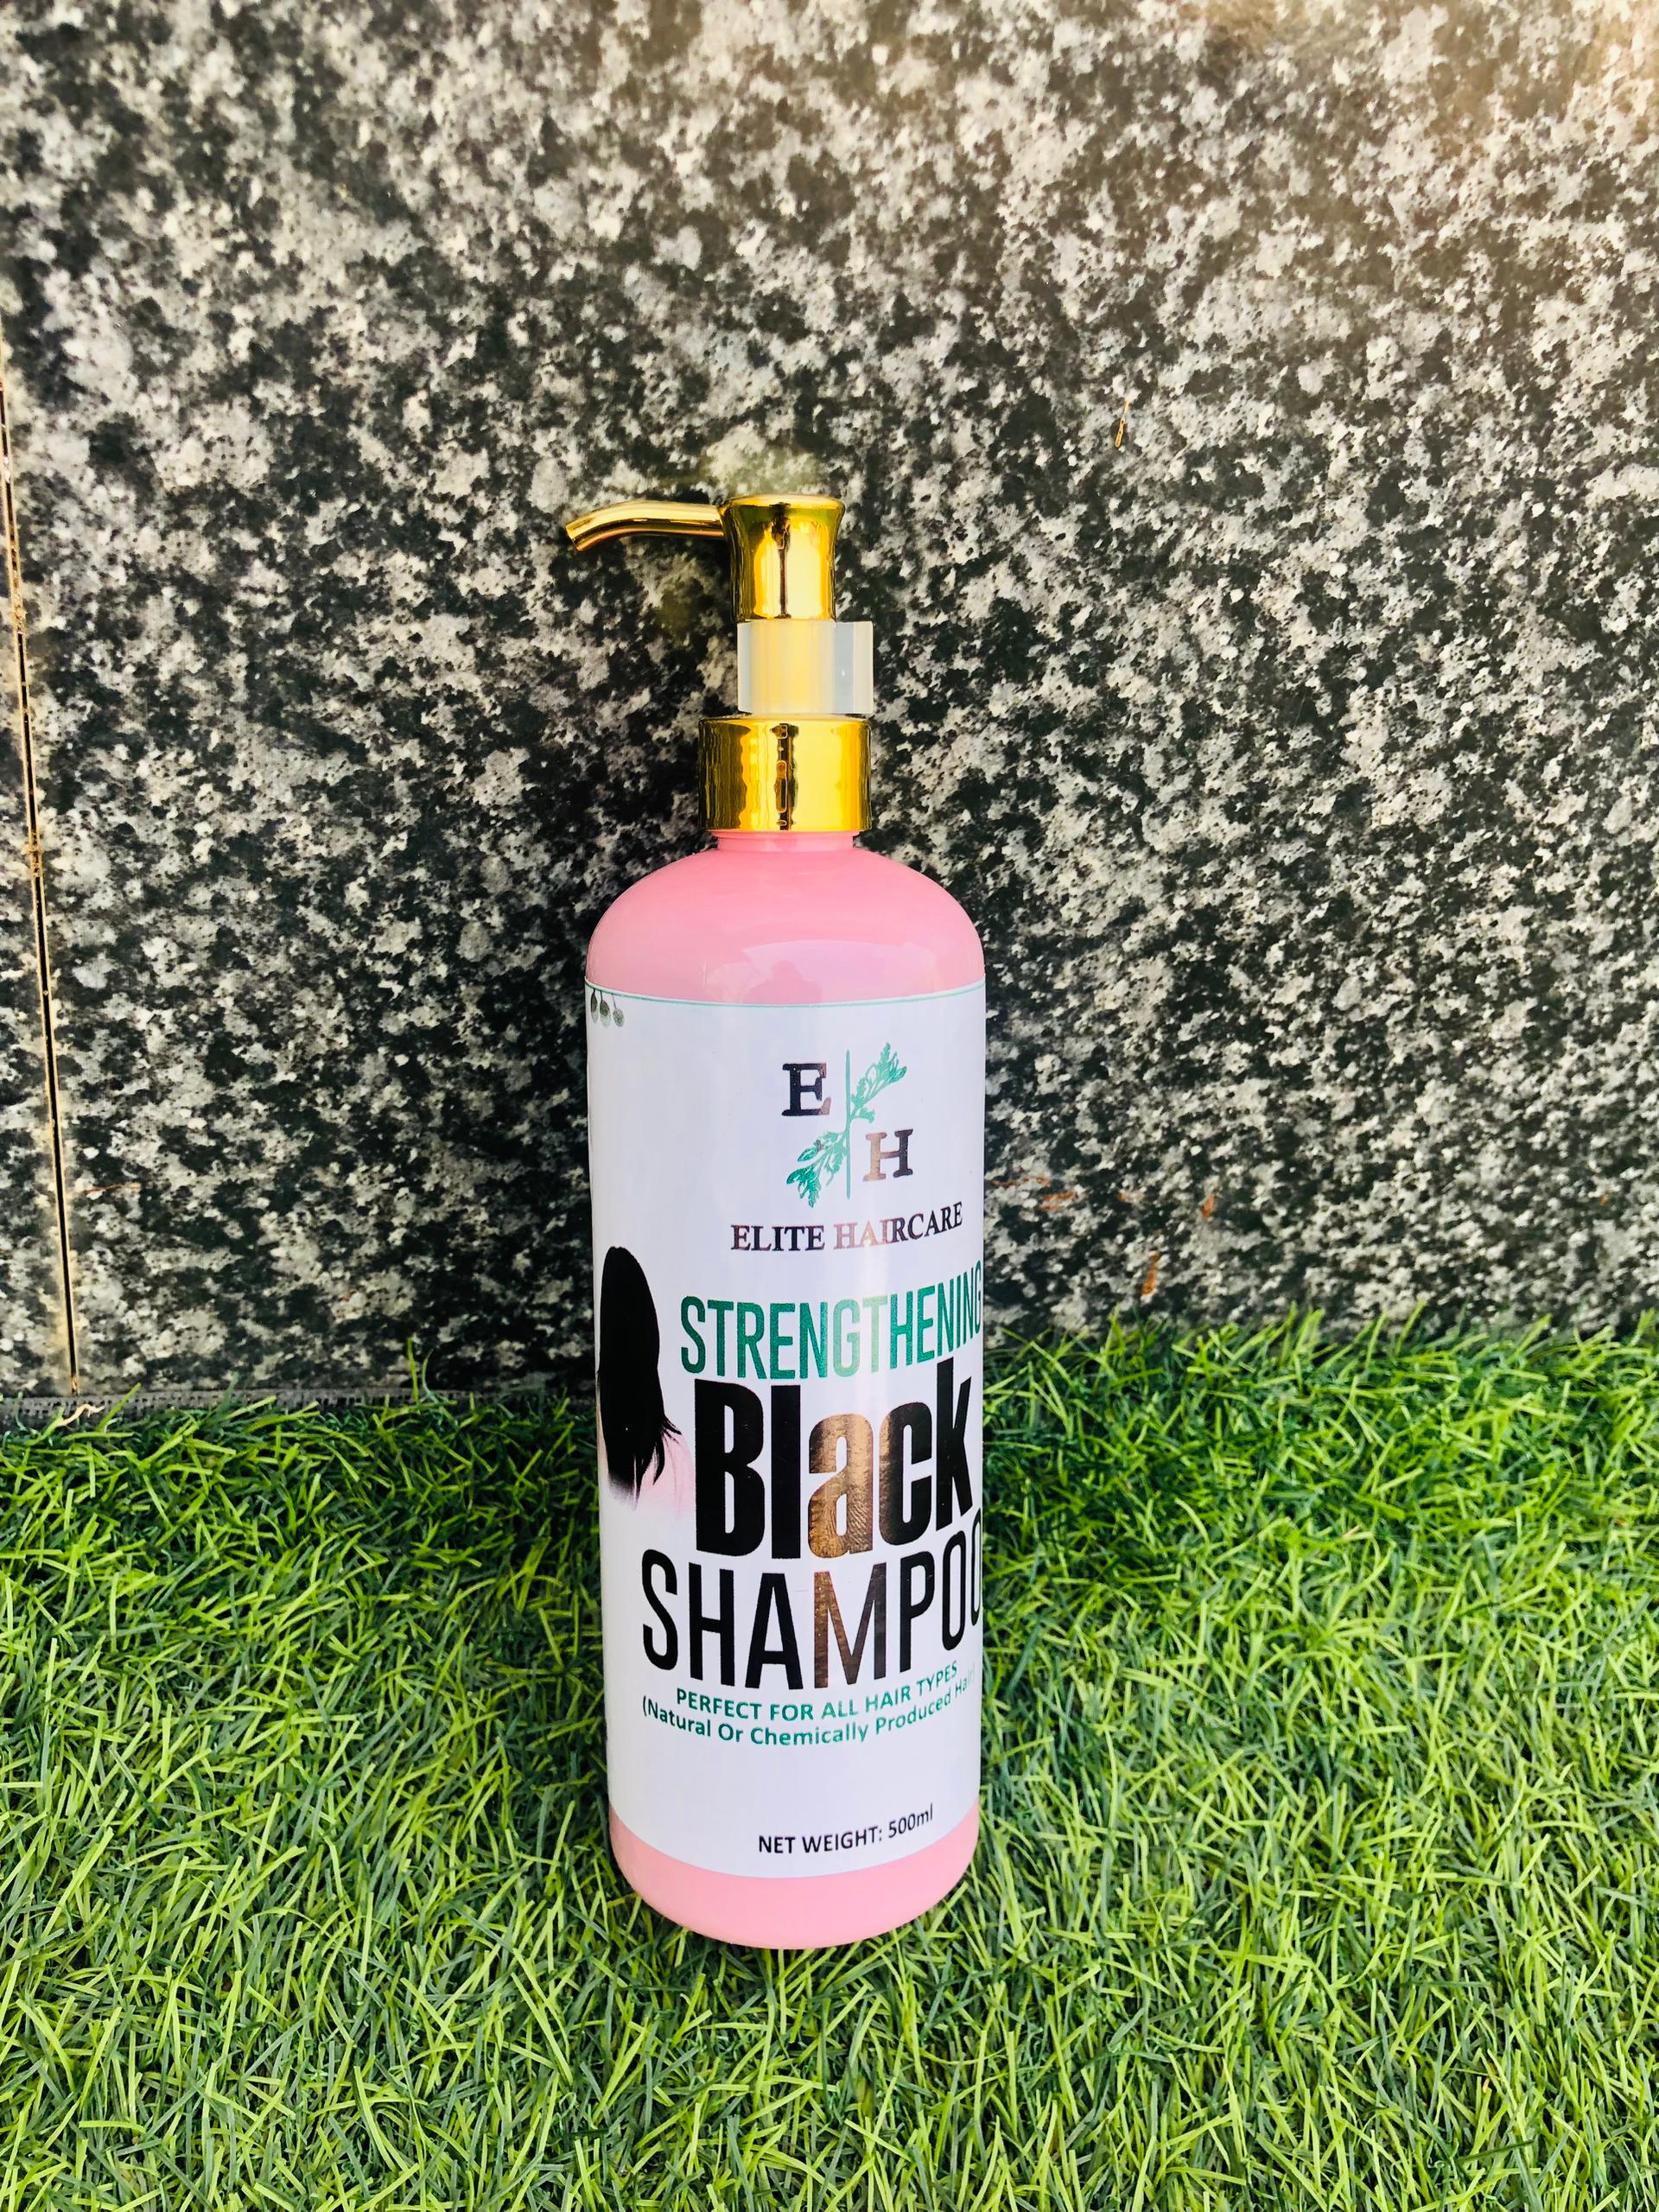 E
H
ELITE HAIRCARE
STRENGTHENING
Black
SHAMPOO
PERFECT FOR ALL HAIR TYPES
(Natural Or Chemically Produced Hair)
NET WEIGHT: 500ml